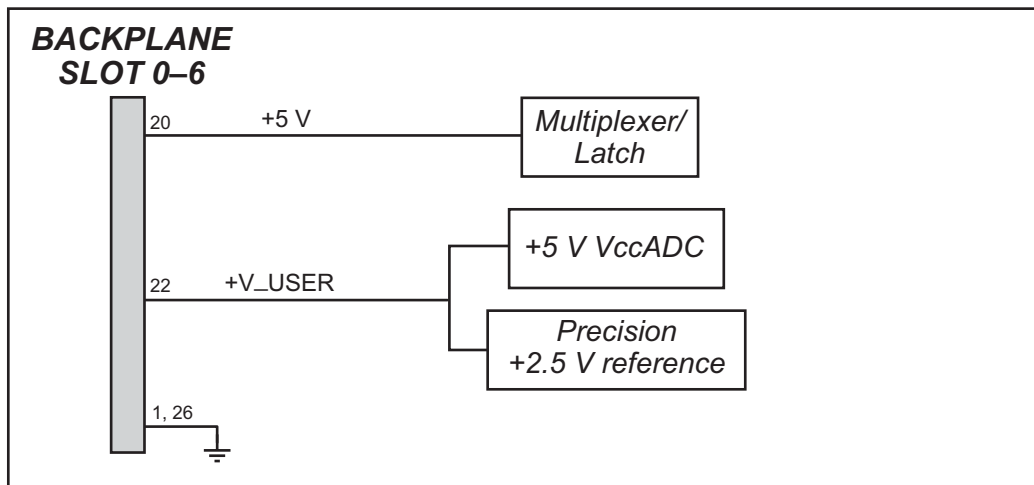 BACKPLANE
SLOT 0–6
20
+5 V
Multiplexer/
Latch
+5 V VccADC
22
+V_USER
Precision
+2.5 V reference
1, 26